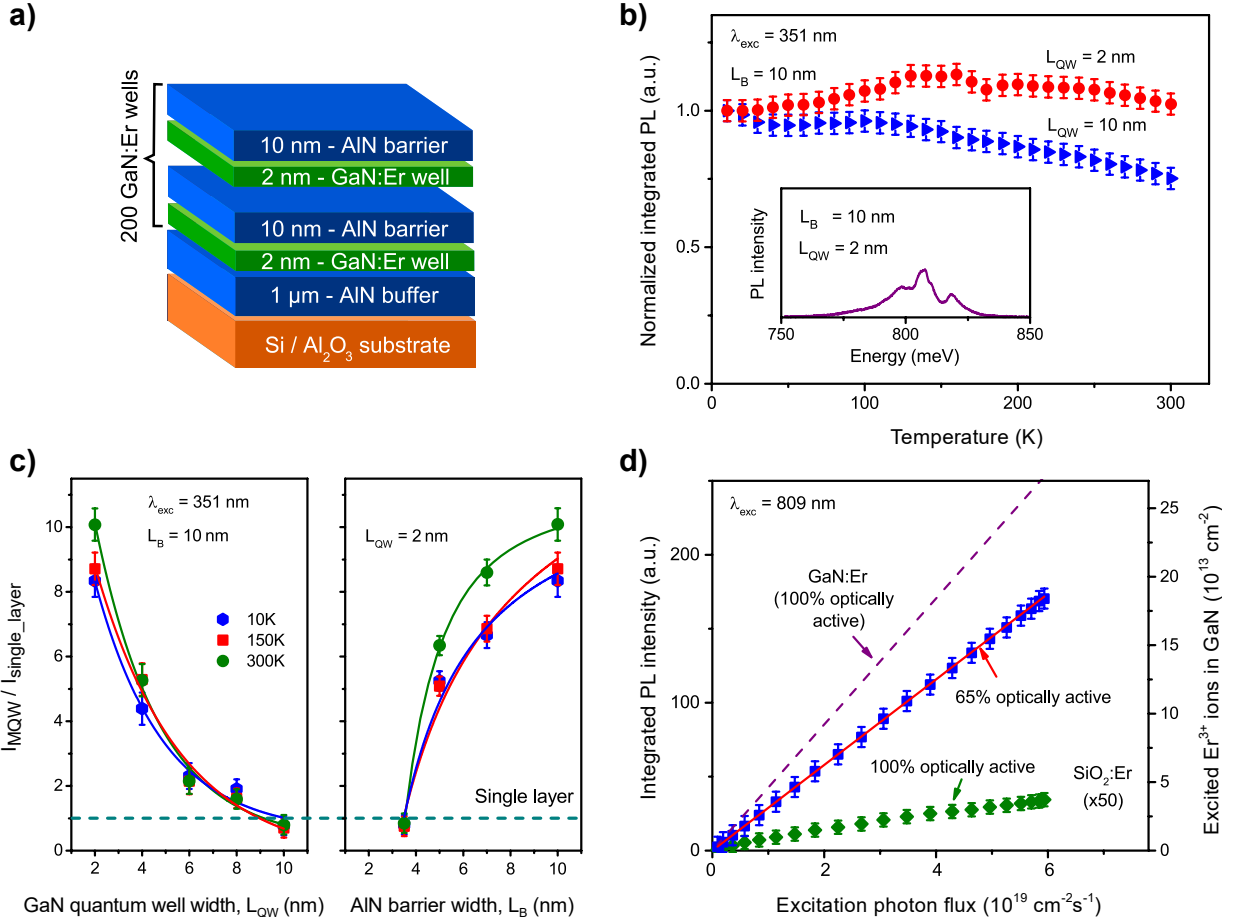 a)
200 GaN:Er wells
10 nm - AlN barrier
2 nm - GaN:Er well
10 nm - AlN barrier
2 nm - GaN:Er well
1 μm - AlN buffer
Si / Al2O3 substrate
b)
Normalized integrated PL (a.u.)
1.0
0.5
0.0
λexc = 351 nm
LB = 10 nm
LQW = 2 nm
LQW = 10 nm
PL intensity
LB = 10 nm
LQW = 2 nm
750
800
850
Energy (meV)
0
100
200
300
Temperature (K)
c)
IMQW / Isingle_layer
10
8
6
4
2
0
λexc = 351 nm
LB = 10 nm
10K
150K
300K
2
4
6
8
10
GaN quantum well width, LQW (nm)
LQW = 2 nm
Single layer
2
4
6
8
10
AlN barrier width, LB (nm)
d)
Integrated PL intensity (a.u.)
200
100
0
λexc = 809 nm
GaN:Er
(100% optically
active)
65% optically active
100% optically active
SiO2:Er
(x50)
0
2
4
6
Excitation photon flux (10^19 cm^-2s^-1)
25
20
15
10
5
0
Excited Er^3+ ions in GaN (10^13 cm^-2)